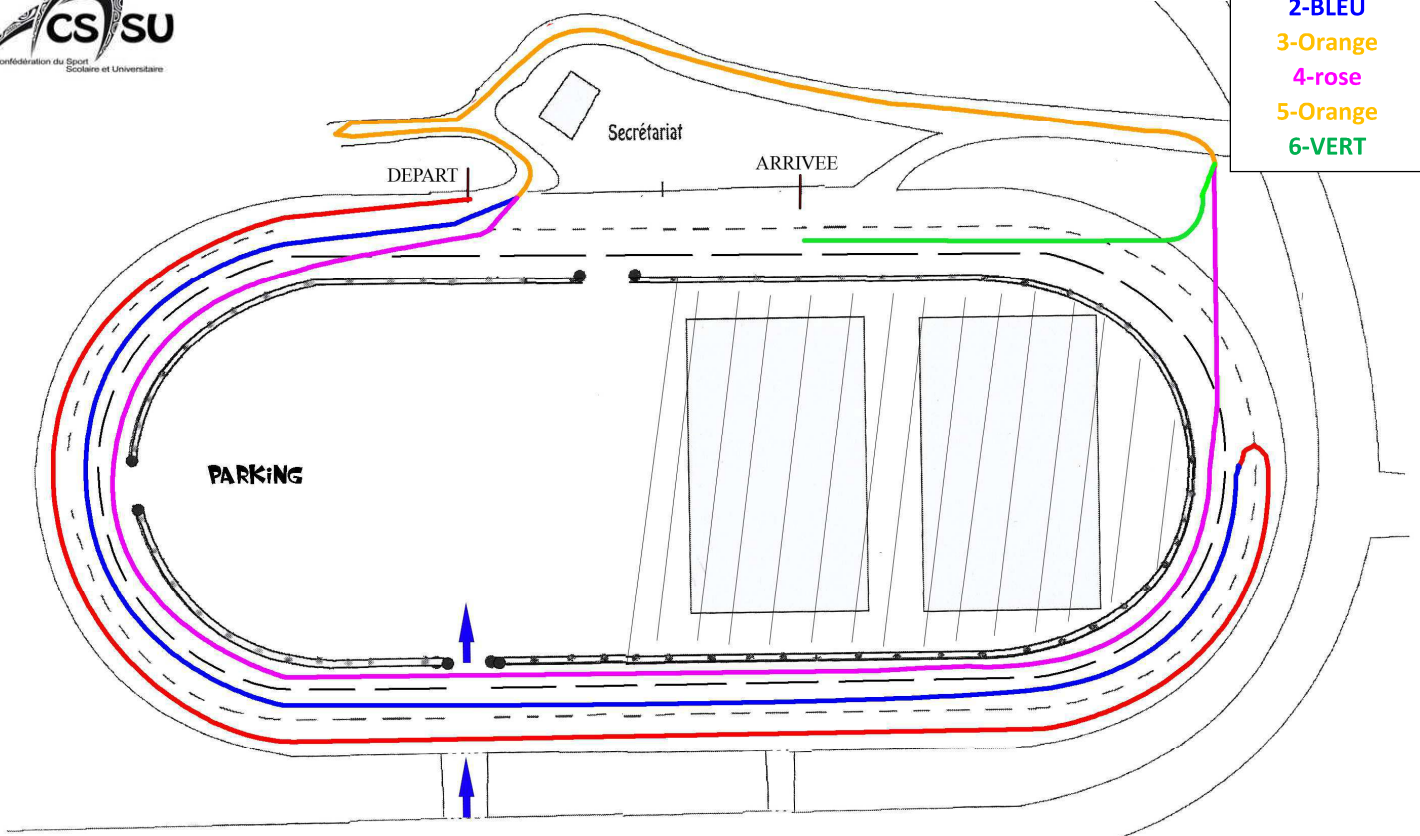 CS SU
onfédération du Sport
Scolaire et Universitaire
2-BLEU
3-Orange
4-rose
5-Orange
6-VERT
Secrétariat
DEPART
ARRIVEE
PARKiNG